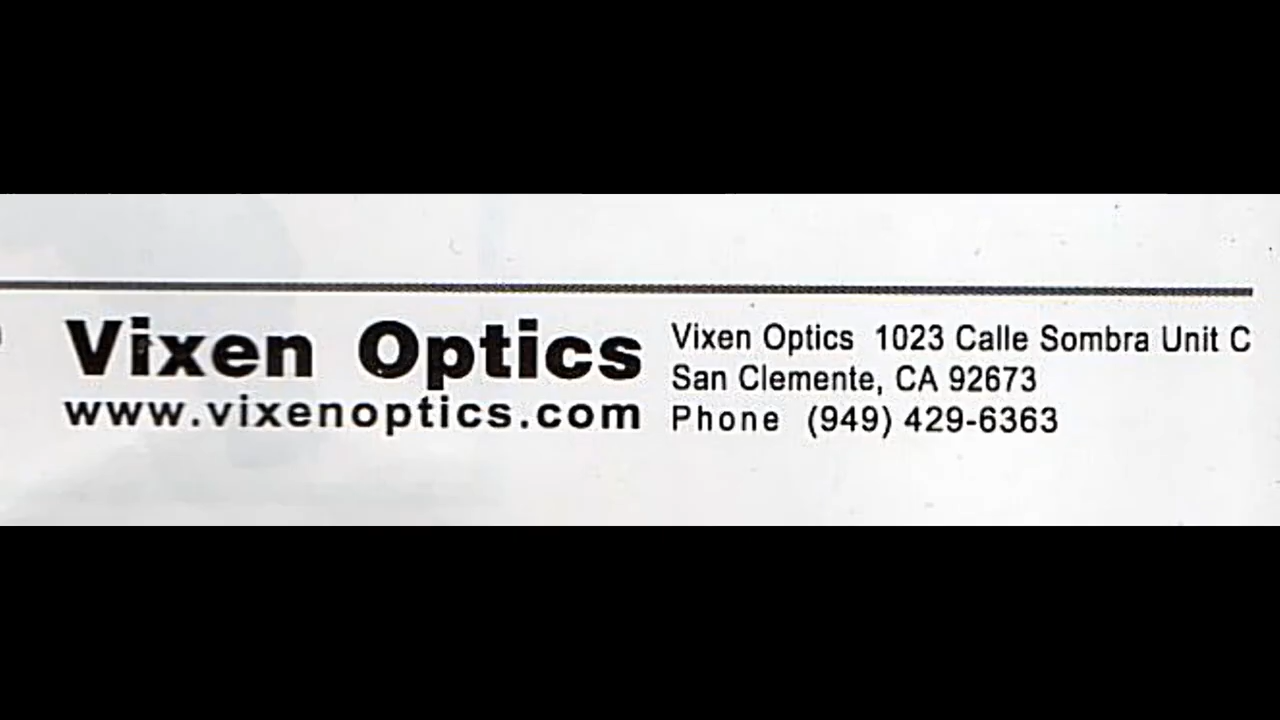 Vixen Optics
www.vixenoptics.com
Vixen Optics 1023 Calle Sombra Unit C
San Clemente, CA 92673
Phone (949) 429-6363